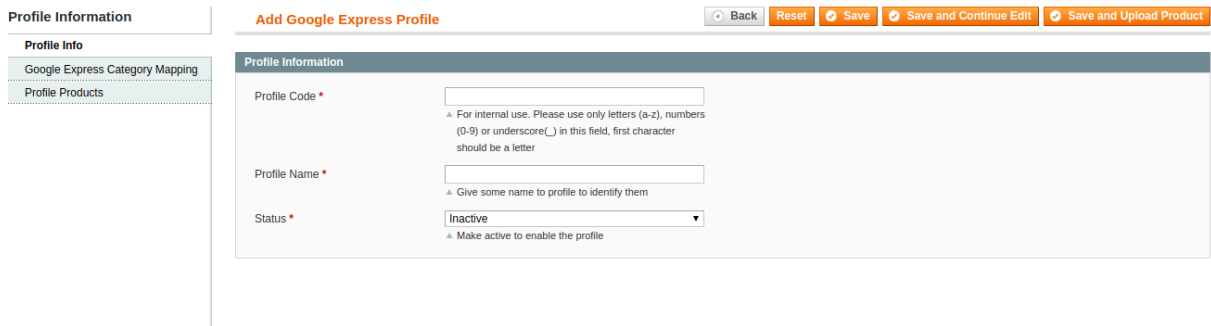 Profile Information
Profile Info
Google Express Category Mapping
Profile Products
Add Google Express Profile
Back
Reset
Save
Save and Continue Edit
Save and Upload Product
Profile Information
Profile Code *
For internal use. Please use only letters (a-z), numbers
(0-9) or underscore(_) in this field, first character
should be a letter
Profile Name *
Give some name to profile to identify them
Status *
Inactive
Make active to enable the profile